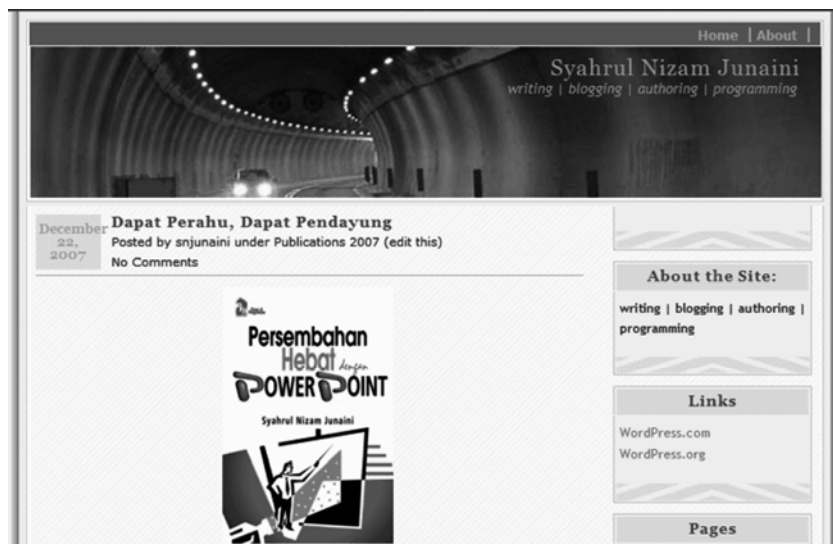 Home | About |
Syahrul Nizam Junaini
writing | blogging | authoring | programming
December 22, 2007
Dapat Perahu, Dapat Pendayung
Posted by snjunaini under Publications 2007 (edit this)
No Comments
Persembahan
Hebat dengan
POWERPOINT
Syahrul Nizam Junaini
About the Site:
writing | blogging | authoring |
programming
Links
WordPress.com
WordPress.org
Pages